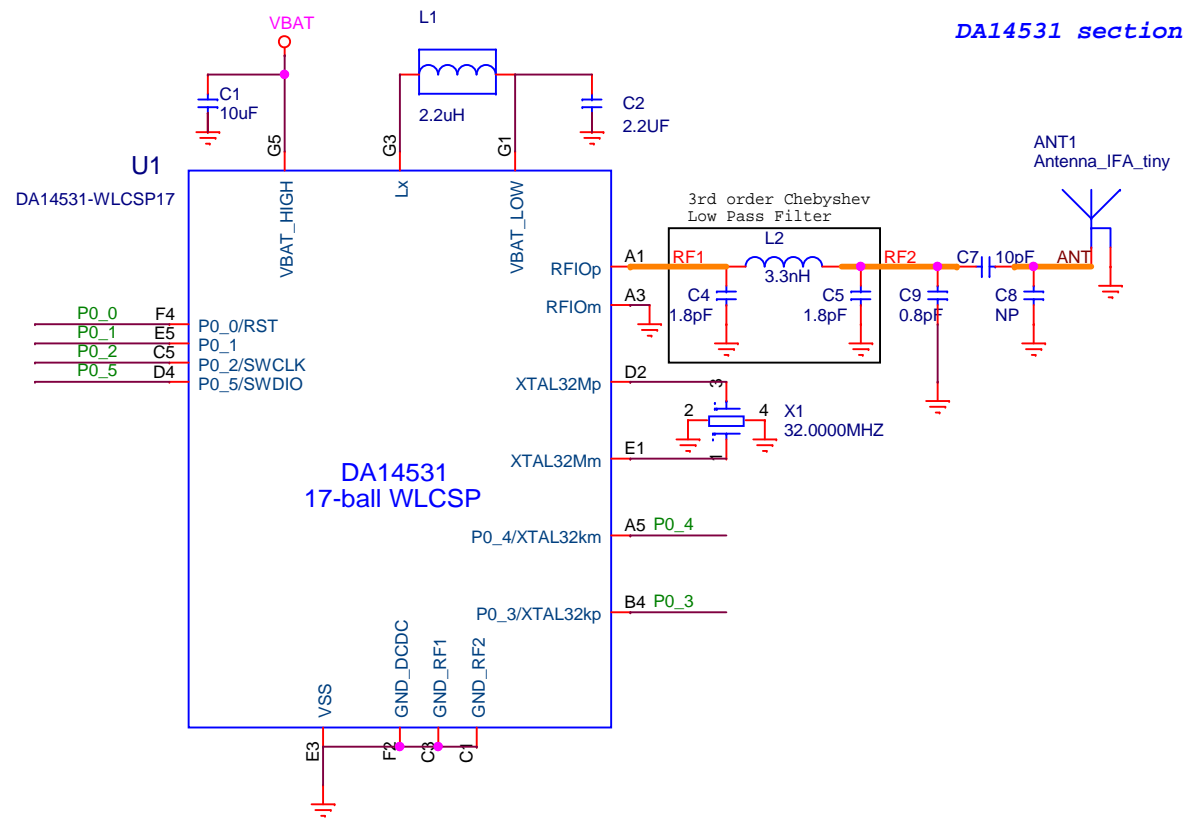 VBAT
L1
DA14531 section
C1
10uF
2.2uH
C2
2.2UF
G5
G3
G1
ANT1
Antenna_IFA_tiny
U1
DA14531-WLCSP17
VBAT_HIGH
Lx
VBAT_LOW
3rd order Chebyshev
Low Pass Filter
L2
3.3nH
RFIOp
A1
RF1
RF2
C7
10pF
ANT
RFIOm
A3
C4
1.8pF
C5
1.8pF
C9
0.8pF
C8
NP
P0_0
F4
P0_0/RST
P0_1
E5
P0_1
P0_2
C5
P0_2/SWCLK
P0_5
D4
P0_5/SWDIO
XTAL32Mp
D2
3
2
4
X1
32.0000MHZ
XTAL32Mm
E1
1
DA14531
17-ball WLCSP
P0_4/XTAL32km
A5
P0_4
P0_3/XTAL32kp
B4
P0_3
VSS
GND_DCDC
GND_RF1
GND_RF2
E3
F2
C3
C1